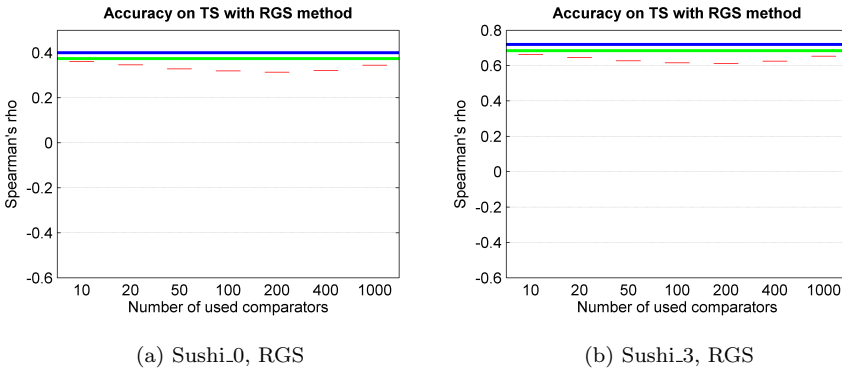 Accuracy on TS with RGS method
0.4
0.2
0
-0.2
-0.4
-0.6
Spearman's rho
10 20 50 100 200 400 1000
Number of used comparators
(a) Sushi_0, RGS
Accuracy on TS with RGS method
0.8
0.6
0.4
0.2
0
-0.2
-0.4
-0.6
Spearman's rho
10 20 50 100 200 400 1000
Number of used comparators
(b) Sushi_3, RGS